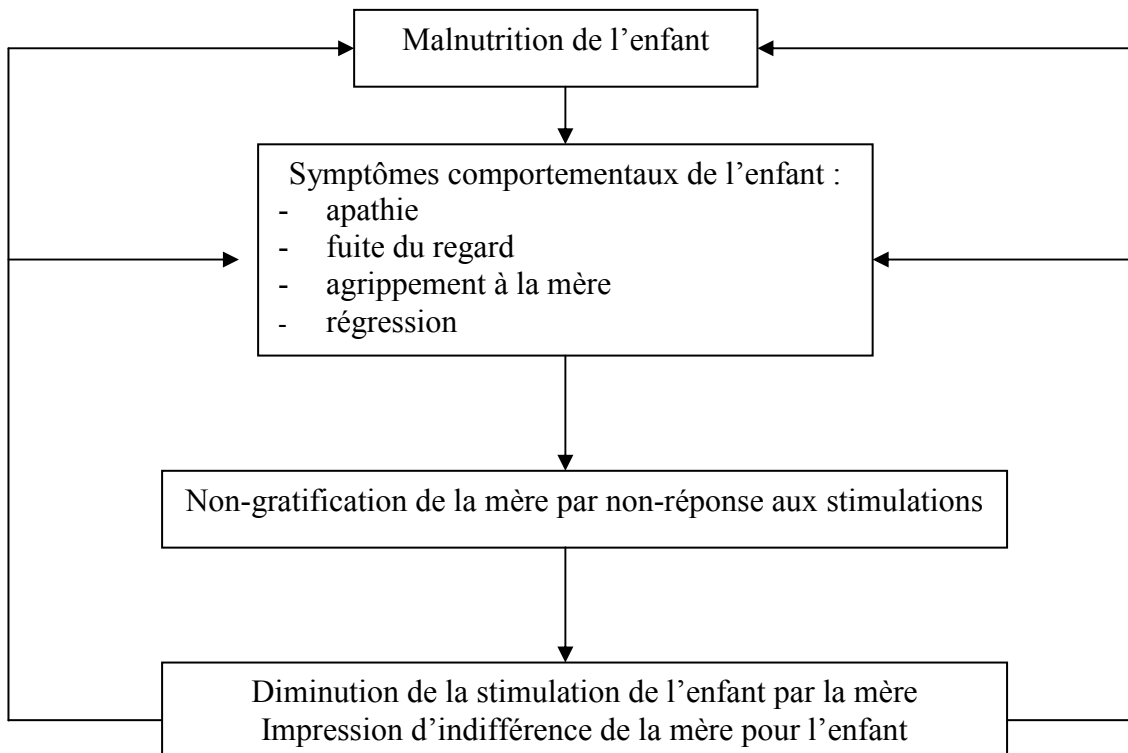 Malnutrition de l’enfant
Symptômes comportementaux de l’enfant :
- apathie
- fuite du regard
- agrippement à la mère
- régression
Non-gratification de la mère par non-réponse aux stimulations
Diminution de la stimulation de l’enfant par la mère
Impression d’indifférence de la mère pour l’enfant